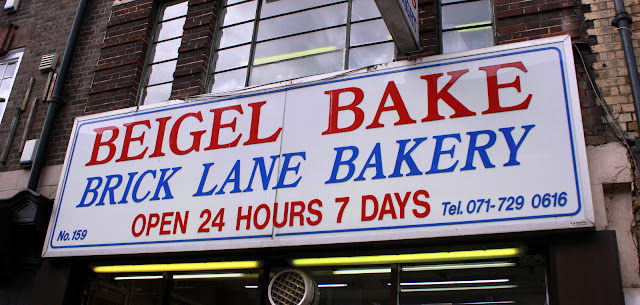 BEIGEL BAKE
BRICK LANE BAKERY
OPEN 24 HOURS 7 DAYS
No. 159
Tel. 071-729 0616